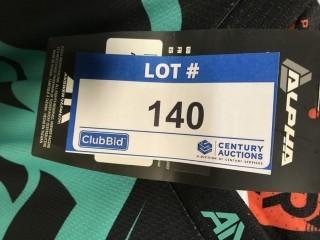 LOT #
140
ClubBid
CENTURY
AUCTIONS
A DIVISION OF CENTURY SERVICES
ALPHA